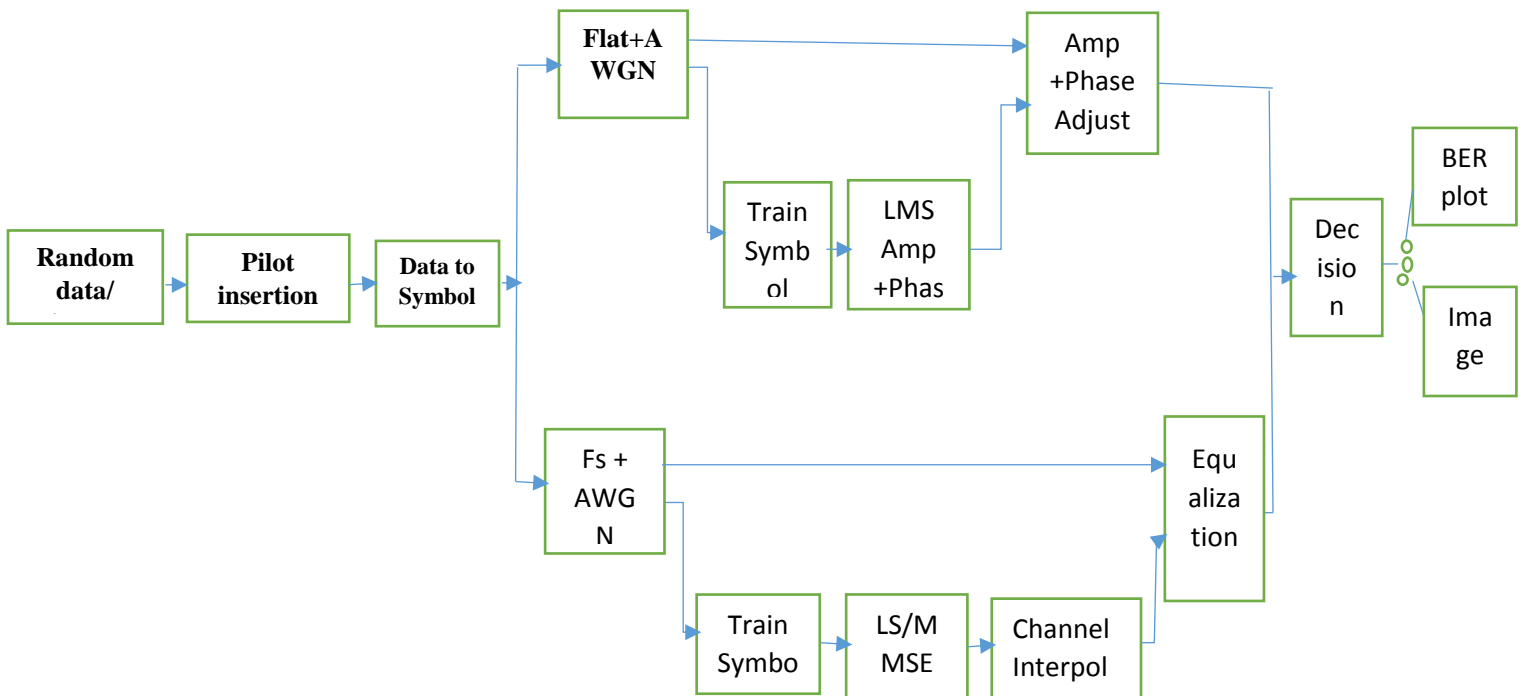 Random
data/
Pilot
insertion
Data to
Symbol
Flat+A
WGN
Train
Symb
ol
LMS
Amp
+Phas
Amp
+Phase
Adjust
Fs +
AWG
N
Train
Symbo
LS/M
MSE
Channel
Interpol
Equ
aliza
tion
Dec
isio
n
BER
plot
Ima
ge